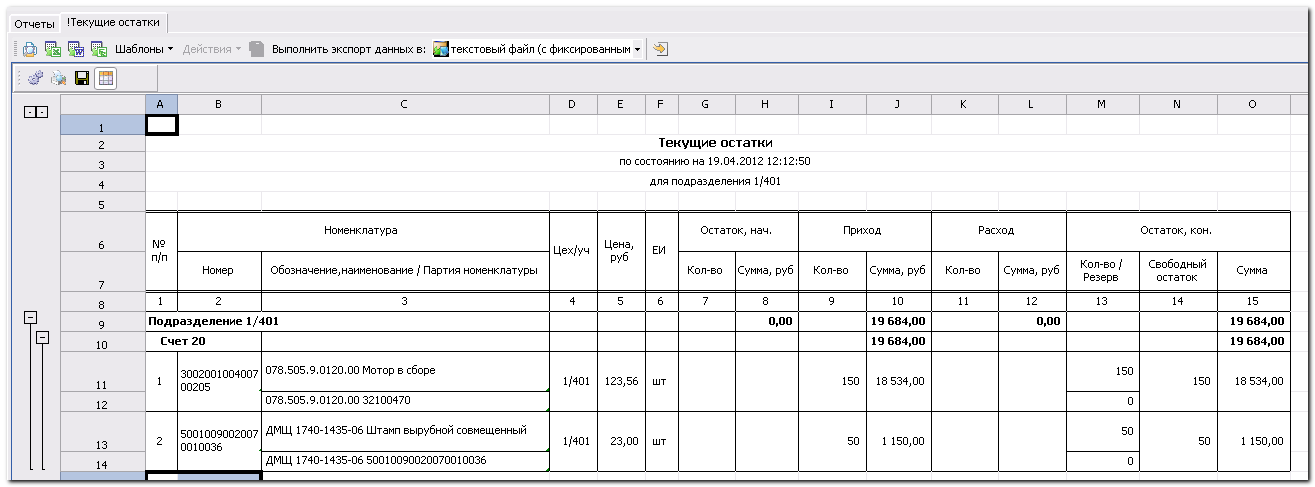 Отчеты !Текущие остатки
Шаблоны Действия Выполнить экспорт данных в: текстовый файл (с фиксированным
A B C D E F G H I J K L M N O
1
2 Текущие остатки
3 по состоянию на 19.04.2012 12:12:50
4 для подразделения 1/401
5
6 № п/п Номенклатура Цех/уч Цена, руб ЕИ Остаток, нач. Приход Расход Остаток, кон.
7 Номер Обозначение,наименование / Партия номенклатуры Кол-во Сумма, руб Кол-во Сумма, руб Кол-во Сумма, руб Кол-во / Резерв Свободный остаток Сумма
8 1 2 3 4 5 6 7 8 9 10 11 12 13 14 15
9 Подразделение 1/401 0,00 19 684,00 0,00 19 684,00
10 Счет 20 19 684,00 19 684,00
11 1 3002001004007 00205 078.505.9.0120.00 Мотор в сборе 1/401 123,56 шт 150 18 534,00 150 150 18 534,00
12 078.505.9.0120.00 32100470 0
13 2 5001009002007 0010036 ДМЩ 1740-1435-06 Штамп вырубной совмещенный 1/401 23,00 шт 50 1 150,00 50 50 1 150,00
14 ДМЩ 1740-1435-06 50010090020070010036 0